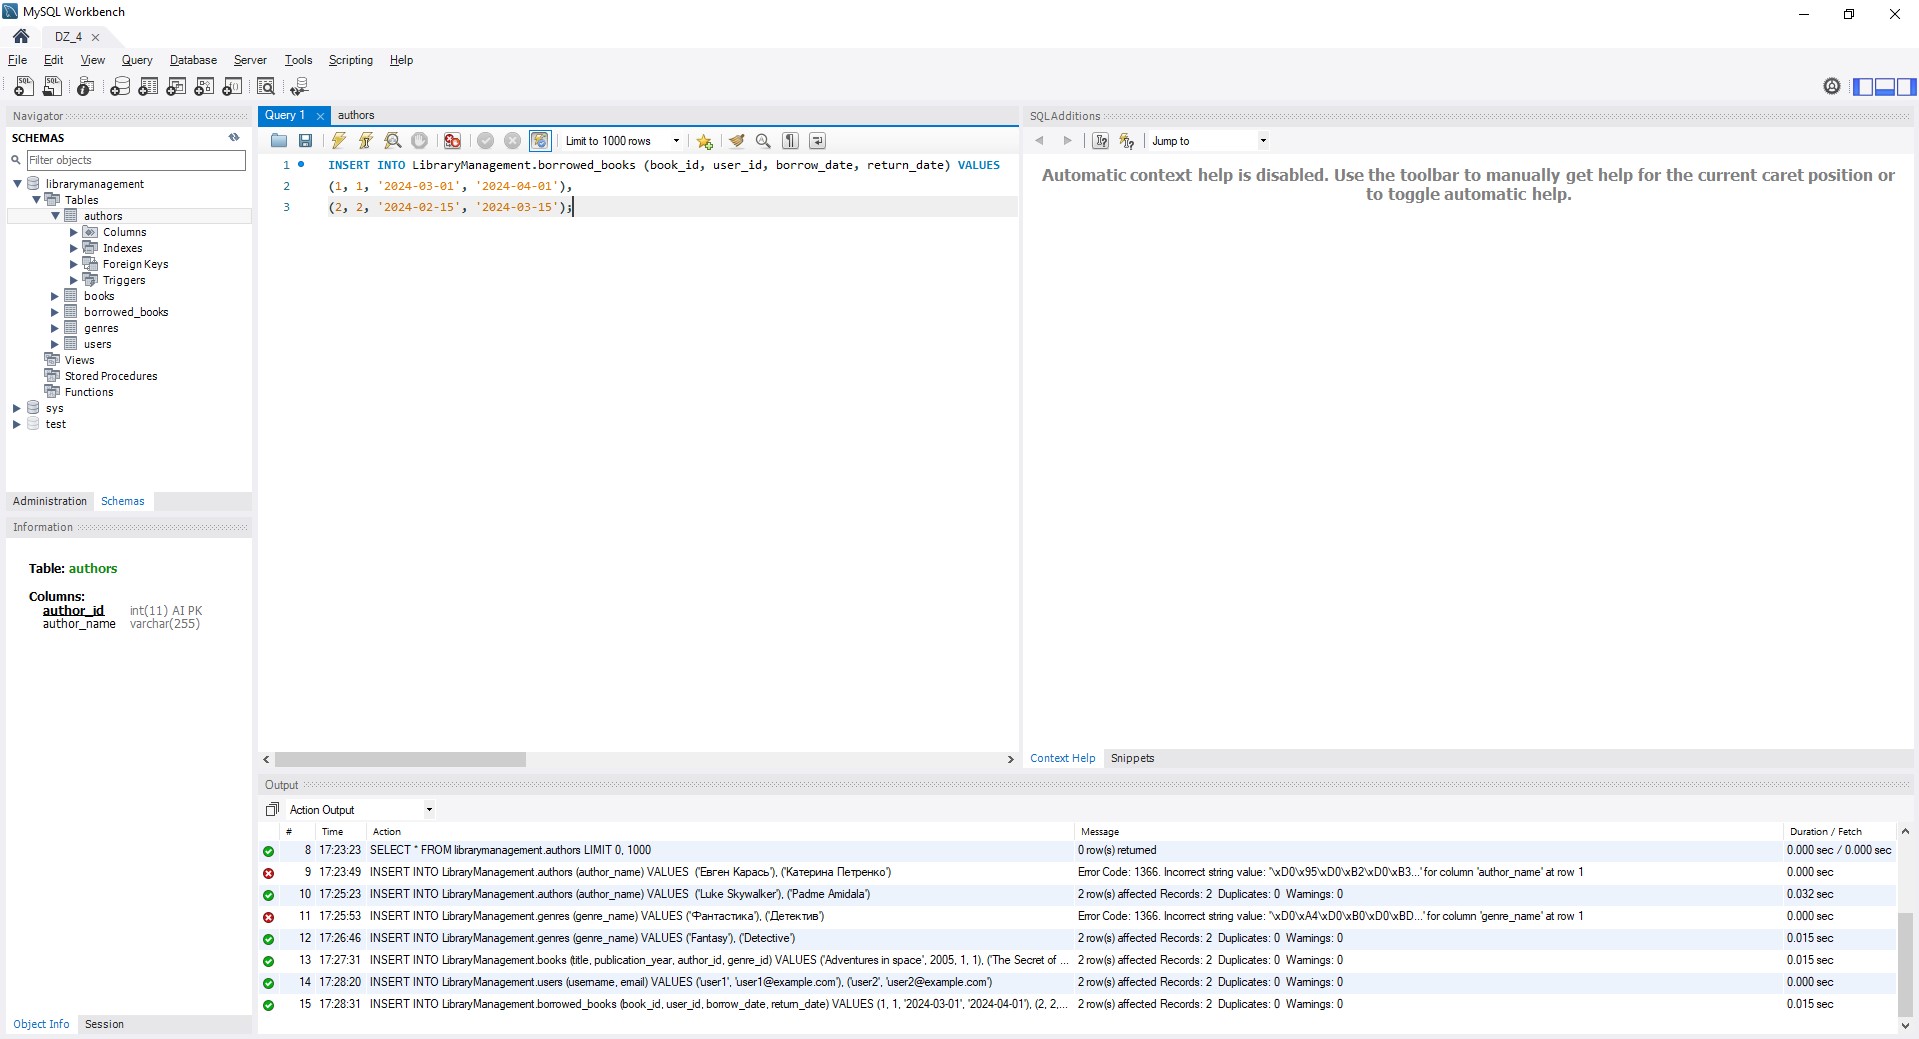 MySQL Workbench
DZ_4
File Edit View Query Database Server Tools Scripting Help
Navigator
SCHEMAS
Filter objects
librarymanagement
Tables
authors
Columns
Indexes
Foreign Keys
Triggers
books
borrowed_books
genres
users
Views
Stored Procedures
Functions
sys
test
Administration Schemas
Information
Table: authors
Columns:
author_id int(11) AI PK
author_name varchar(255)
Object Info Session
Query 1 authors
Limit to 1000 rows
1 INSERT INTO LibraryManagement.borrowed_books (book_id, user_id, borrow_date, return_date) VALUES
2 (1, 1, '2024-03-01', '2024-04-01'),
3 (2, 2, '2024-02-15', '2024-03-15');
SQLAdditions
Jump to
Automatic context help is disabled. Use the toolbar to manually get help for the current caret position or
to toggle automatic help.
Context Help Snippets
Output
Action Output
# Time Action Message Duration / Fetch
8 17:23:23 SELECT * FROM librarymanagement.authors LIMIT 0, 1000 0 row(s) returned 0.000 sec / 0.000 sec
9 17:23:49 INSERT INTO LibraryManagement.authors (author_name) VALUES ('Евген Карась'), ('Катерина Петренко') Error Code: 1366. Incorrect string value: '\xD0\x95\xD0\xB2\xD0\xB3...' for column 'author_name' at row 1 0.000 sec
10 17:25:23 INSERT INTO LibraryManagement.authors (author_name) VALUES ('Luke Skywalker'), ('Padme Amidala') 2 row(s) affected Records: 2 Duplicates: 0 Warnings: 0 0.032 sec
11 17:25:53 INSERT INTO LibraryManagement.genres (genre_name) VALUES ('Фантастика'), ('Детектив') Error Code: 1366. Incorrect string value: '\xD0\xA4\xD0\xB0\xD0\xBD...' for column 'genre_name' at row 1 0.000 sec
12 17:26:46 INSERT INTO LibraryManagement.genres (genre_name) VALUES ('Fantasy'), ('Detective') 2 row(s) affected Records: 2 Duplicates: 0 Warnings: 0 0.015 sec
13 17:27:31 INSERT INTO LibraryManagement.books (title, publication_year, author_id, genre_id) VALUES ('Adventures in space', 2005, 1, 1), ('The Secret of ... 2 row(s) affected Records: 2 Duplicates: 0 Warnings: 0 0.015 sec
14 17:28:20 INSERT INTO LibraryManagement.users (username, email) VALUES ('user1', 'user1@example.com'), ('user2', 'user2@example.com') 2 row(s) affected Records: 2 Duplicates: 0 Warnings: 0 0.000 sec
15 17:28:31 INSERT INTO LibraryManagement.borrowed_books (book_id, user_id, borrow_date, return_date) VALUES (1, 1, '2024-03-01', '2024-04-01'), (2, 2,... 2 row(s) affected Records: 2 Duplicates: 0 Warnings: 0 0.015 sec